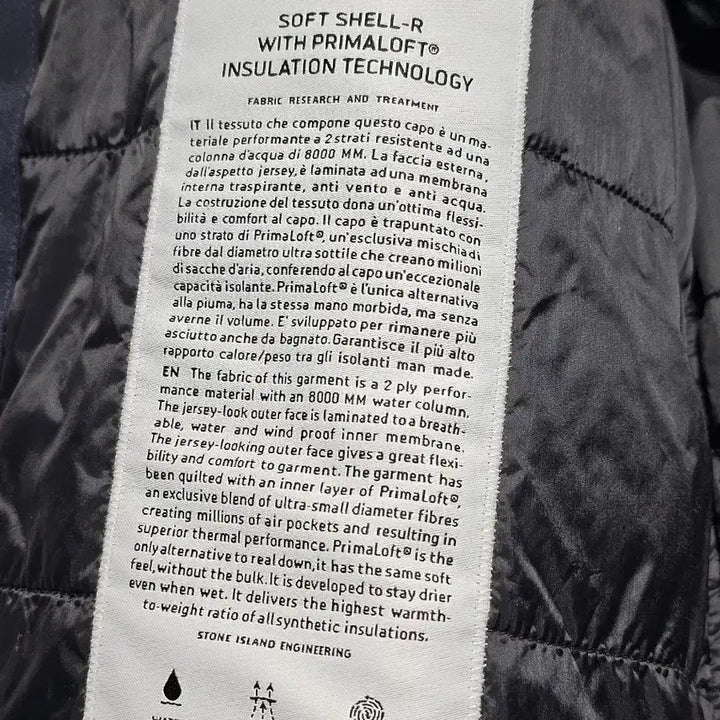 SOFT SHELL-R
WITH PRIMALOFT®
INSULATION TECHNOLOGY
FABRIC RESEARCH AND TREATMENT
IT Il tessuto che compone questo capo è un ma-
teriale performante a 2 strati resistente ad una
colonna d'acqua di 8000 MM. La faccia esterna,
dall'aspetto jersey, è laminata ad una membrana
interna traspirante, anti vento e anti acqua.
La costruzione del tessuto dona un'ottima flessi-
bilità e comfort al capo. Il capo è trapuntato con
uno strato di PrimaLoft®, un'esclusiva mischia di
fibre dal diametro ultra sottile che creano milioni
di sacche d'aria, conferendo al capo un'eccezionale
capacità isolante. PrimaLoft® è l'unica alternativa
alla piuma, ha la stessa mano morbida, ma senza
averne il volume. E' sviluppato per rimanere più
asciutto anche da bagnato. Garantisce il più alto
rapporto calore/peso tra gli isolanti man made.
EN The fabric of this garment is a 2 ply perfor-
mance material with an 8000 MM water column.
The jersey-look outer face is laminated to a breath-
able, water and wind proof inner membrane.
The jersey-looking outer face gives a great flexi-
bility and comfort to garment. The garment has
been quilted with an inner layer of PrimaLoft®,
an exclusive blend of ultra-small diameter fibres
creating millions of air pockets and resulting in
superior thermal performance. PrimaLoft® is the
only alternative to real down, it has the same soft
feel, without the bulk. It is developed to stay drier
even when wet. It delivers the highest warmth-
to-weight ratio of all synthetic insulations.
STONE ISLAND ENGINEERING